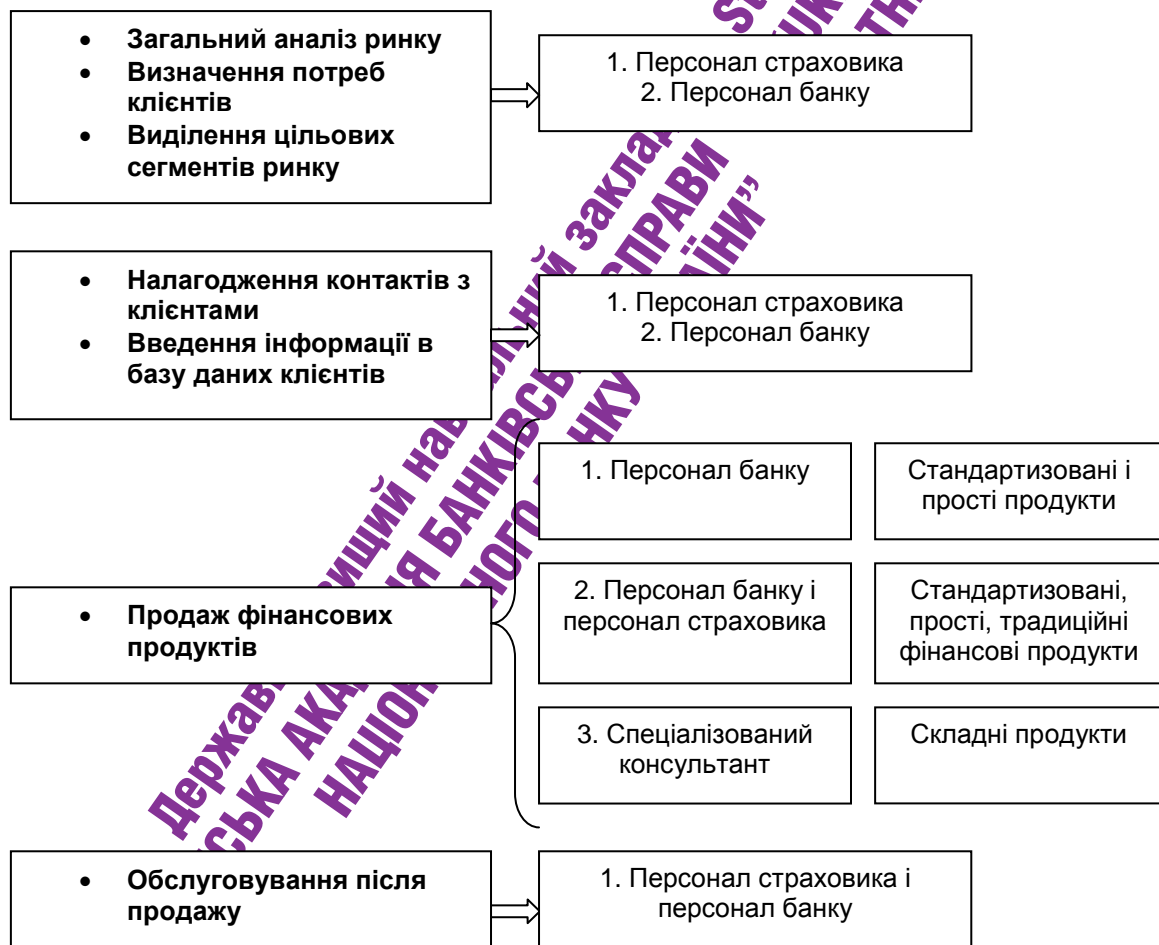 • Загальний аналіз ринку
• Визначення потреб
клієнтів
• Виділення цільових
сегментів ринку
1. Персонал страховика
2. Персонал банку
• Налагодження контактів з
клієнтами
• Введення інформації в
базу даних клієнтів
1. Персонал страховика
2. Персонал банку
• Продаж фінансових
продуктів
1. Персонал банку
Стандартизовані і
прості продукти
2. Персонал банку і
персонал страховика
Стандартизовані,
прості, традиційні
фінансові продукти
3. Спеціалізований
консультант
Складні продукти
• Обслуговування після
продажу
1. Персонал страховика і
персонал банку